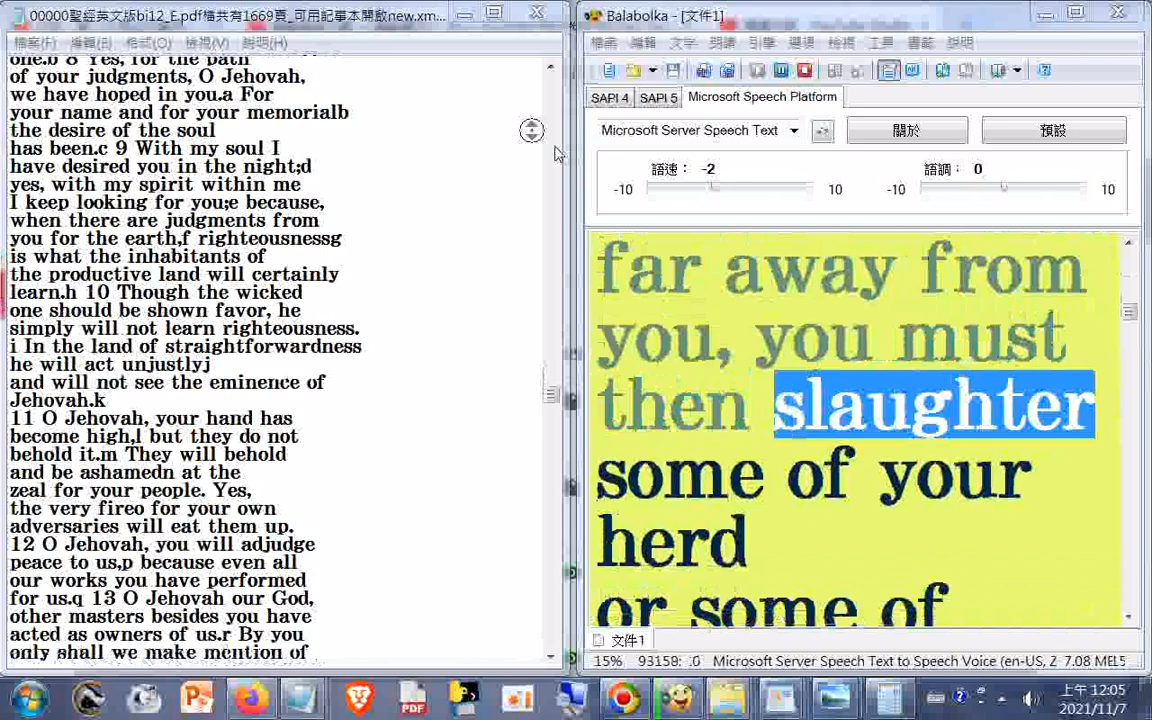 00000聖經英文版bi12_E.pdf檔共有1669頁_可用記事本開啟new.xm...
檔案(F) 編輯(E) 格式(O) 檢視(V) 說明(H)
one.b 8 Yes, for the path
of your judgments, O Jehovah,
we have hoped in you.a For
your name and for your memorialb
the desire of the soul
has been.c 9 With my soul I
have desired you in the night;d
yes, with my spirit within me
I keep looking for you;e because,
when there are judgments from
you for the earth,f righteousnessg
is what the inhabitants of
the productive land will certainly
learn.h 10 Though the wicked
one should be shown favor, he
simply will not learn righteousness.
i In the land of straightforwardness
he will act unjustlyj
and will not see the eminence of
Jehovah.k
11 O Jehovah, your hand has
become high,l but they do not
behold it.m They will behold
and be ashamedn at the
zeal for your people. Yes,
the very fireo for your own
adversaries will eat them up.
12 O Jehovah, you will adjudge
peace to us,p because even all
our works you have performed
for us.q 13 O Jehovah our God,
other masters besides you have
acted as owners of us.r By you
only shall we make mention of
Balabolka - [文件1]
檔案 編輯 文字 朗讀 引擎 選項 檢視 工具 書籤 說明
SAPI 4 SAPI 5 Microsoft Speech Platform
Microsoft Server Speech Text 關於 預設
語速： -2 語調： 0
-10 10 -10 10
far away from
you, you must
then slaughter
some of your
herd
or some of
文件1
15% 93158: Microsoft Server Speech Text to Speech Voice (en-US, Z 7.08 MEL
PDF
上午 12:05
2021/11/7